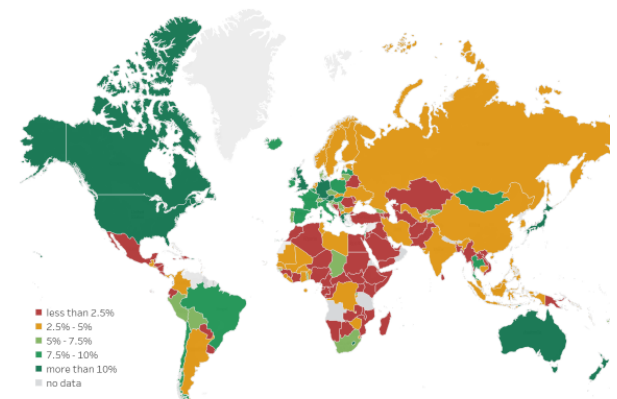 less than 2.5%
2.5% - 5%
5% - 7.5%
7.5% - 10%
more than 10%
no data